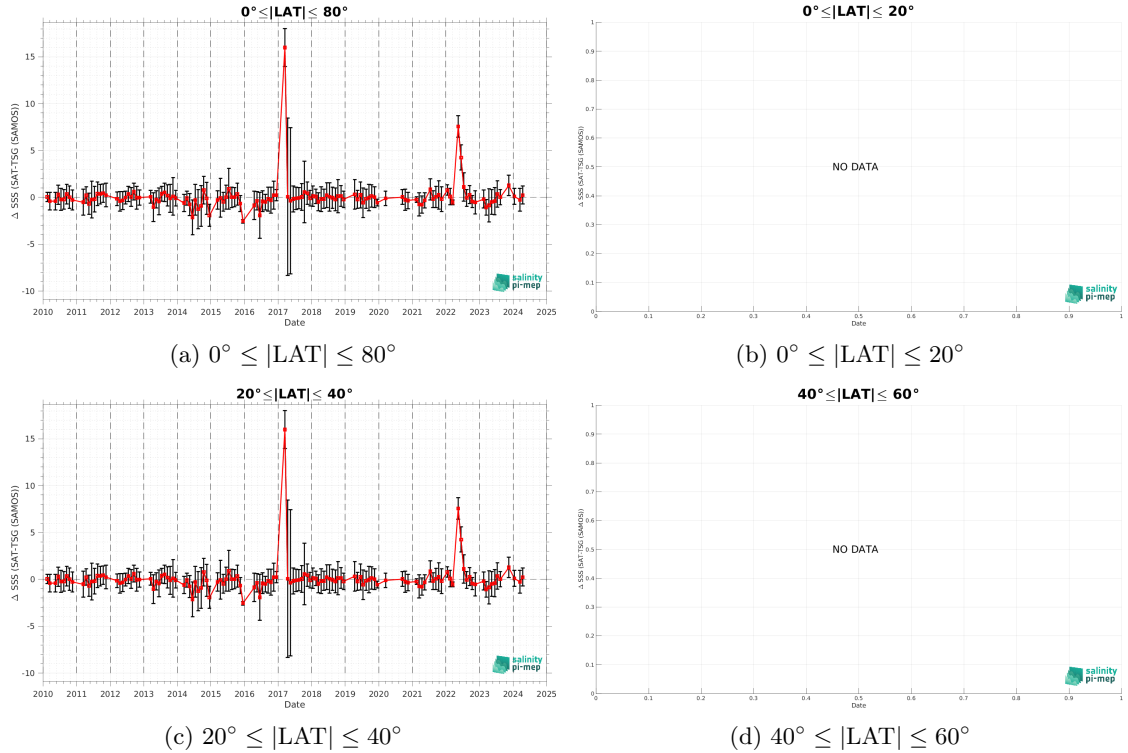 0°≤|LAT|≤ 80°
Δ SSS (SAT-TSG (SAMOS))
15
10
5
0
-5
-10
2010 2011 2012 2013 2014 2015 2016 2017 2018 2019 2020 2021 2022 2023 2024 2025
Date
salinity
pi-mep
(a) 0° ≤ |LAT| ≤ 80°
0°≤|LAT|≤ 20°
Δ SSS (SAT-TSG (SAMOS))
1
0.9
0.8
0.7
0.6
0.5
0.4
0.3
0.2
0.1
0
NO DATA
0 0.1 0.2 0.3 0.4 0.5 0.6 0.7 0.8 0.9 1
Date
salinity
pi-mep
(b) 0° ≤ |LAT| ≤ 20°
20°≤|LAT|≤ 40°
Δ SSS (SAT-TSG (SAMOS))
15
10
5
0
-5
-10
2010 2011 2012 2013 2014 2015 2016 2017 2018 2019 2020 2021 2022 2023 2024 2025
Date
salinity
pi-mep
(c) 20° ≤ |LAT| ≤ 40°
40°≤|LAT|≤ 60°
Δ SSS (SAT-TSG (SAMOS))
1
0.9
0.8
0.7
0.6
0.5
0.4
0.3
0.2
0.1
0
NO DATA
0 0.1 0.2 0.3 0.4 0.5 0.6 0.7 0.8 0.9 1
Date
salinity
pi-mep
(d) 40° ≤ |LAT| ≤ 60°